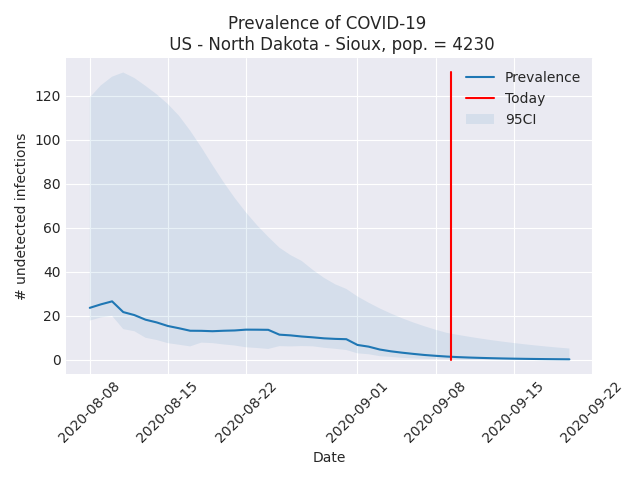 Prevalence of COVID-19
US - North Dakota - Sioux, pop. = 4230
Prevalence
Today
95CI
120
100
80
60
40
20
0
# undetected infections
2020-08-08
2020-08-15
2020-08-22
2020-09-01
2020-09-08
2020-09-15
2020-09-22
Date